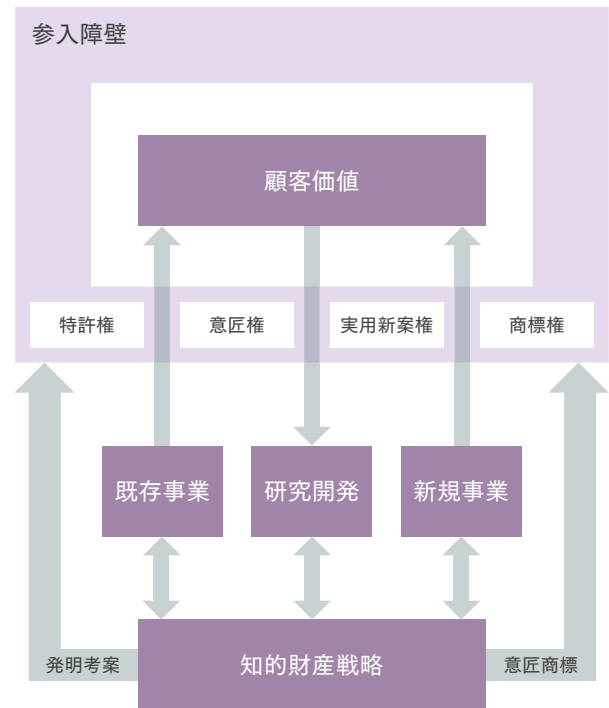 参入障壁
顧客価値
特許権
意匠権
実用新案権
商標権
既存事業
研究開発
新規事業
発明考案
知的財産戦略
意匠商標